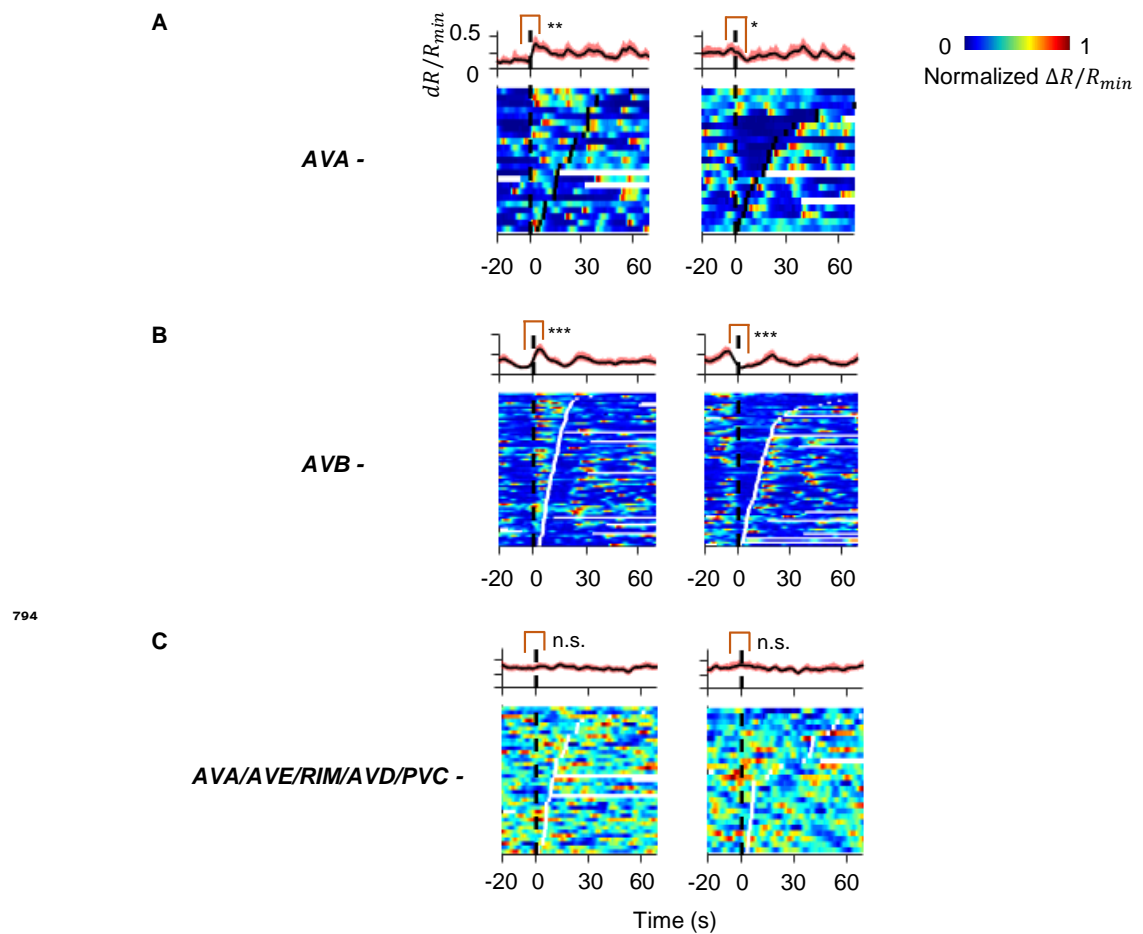 A
0.5
0
dR/R_min
**
*
0 1
Normalized ΔR/R_min
AVA -
-20 0 30 60
-20 0 30 60
B
***
***
AVB -
-20 0 30 60
-20 0 30 60
794
C
n.s.
n.s.
AVA/AVE/RIM/AVD/PVC -
-20 0 30 60
-20 0 30 60
Time (s)